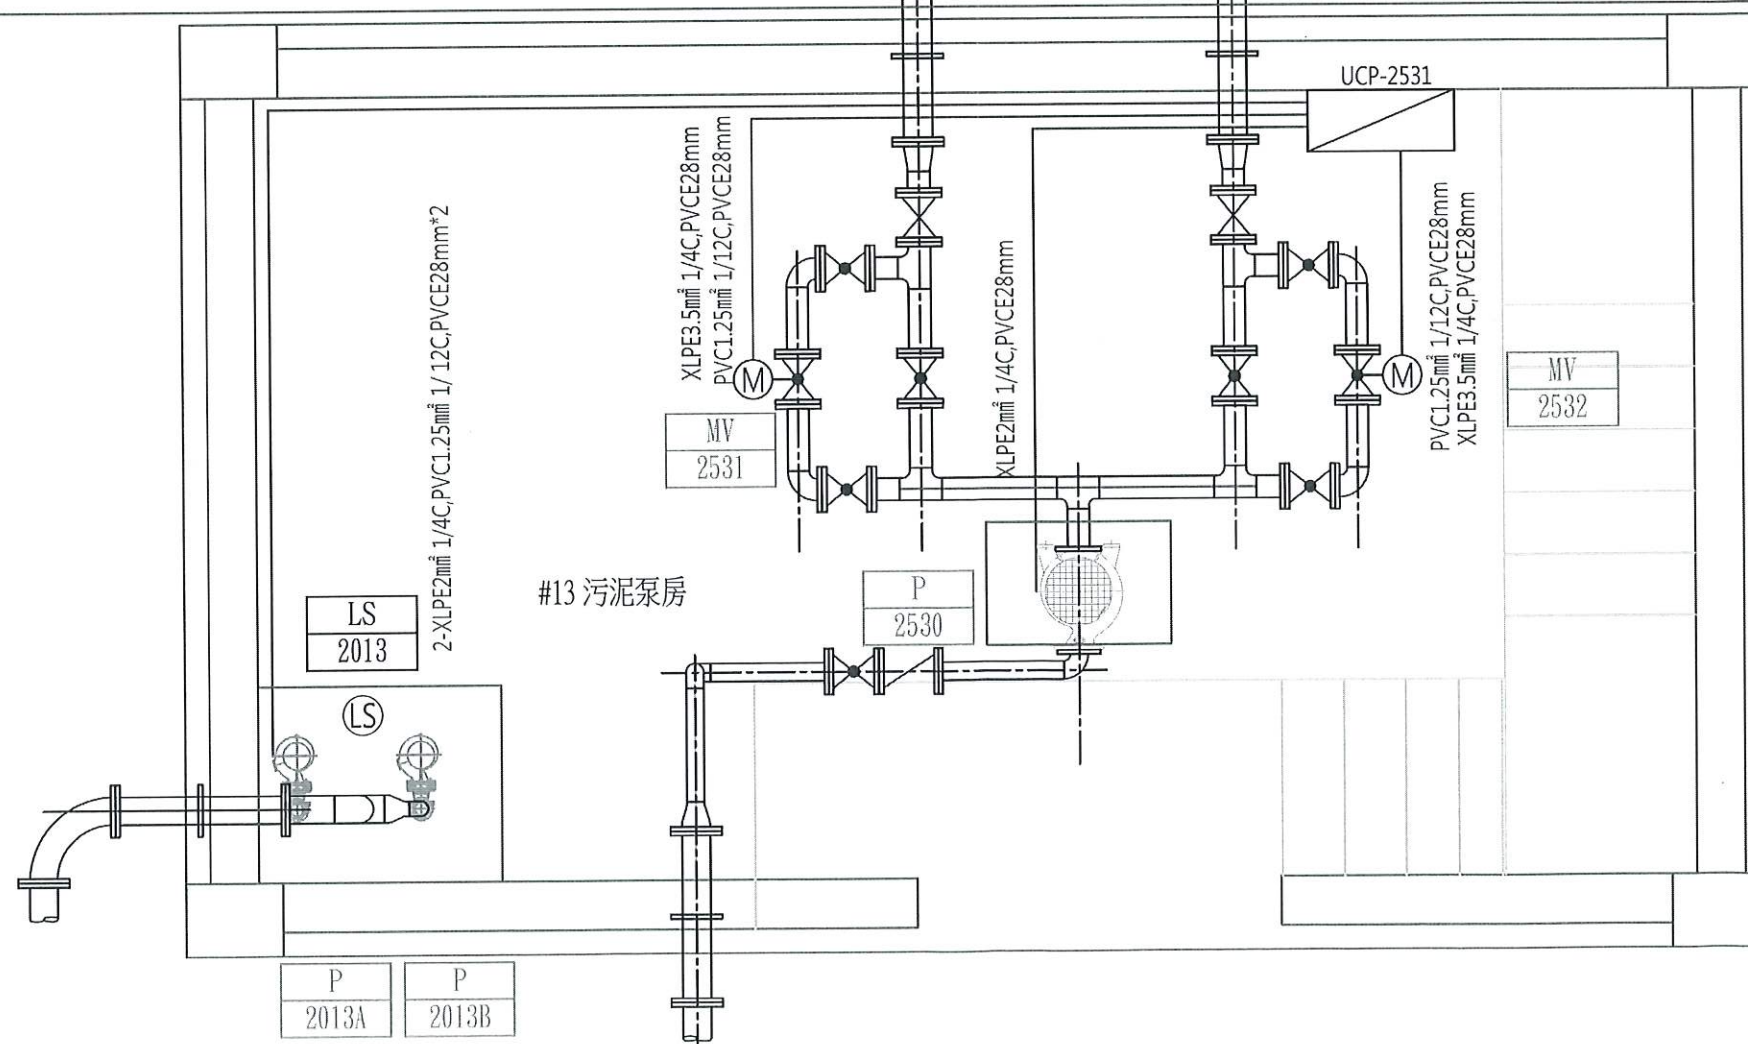 UCP-2531
XLPE3.5m㎡ 1/4C,PVCE28mm
PVC1.25m㎡ 1/12C,PVCE28mm
2-XLPE2m㎡ 1/4C,PVC1.25m㎡ 1/12C,PVCE28mm*2
XLPE2m㎡ 1/4C,PVCE28mm
PVC1.25m㎡ 1/12C,PVCE28mm
XLPE3.5m㎡ 1/4C,PVCE28mm
M
M
MV
2531
MV
2532
#13 污泥泵房
P
2530
LS
2013
LS
P
2013A
P
2013B